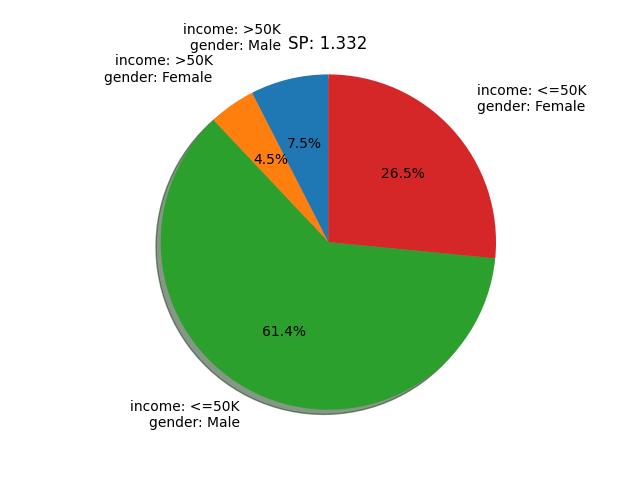 income: >50K
gender: Male
SP: 1.332
income: >50K
gender: Female
income: <=50K
gender: Female
7.5%
4.5%
26.5%
61.4%
income: <=50K
gender: Male